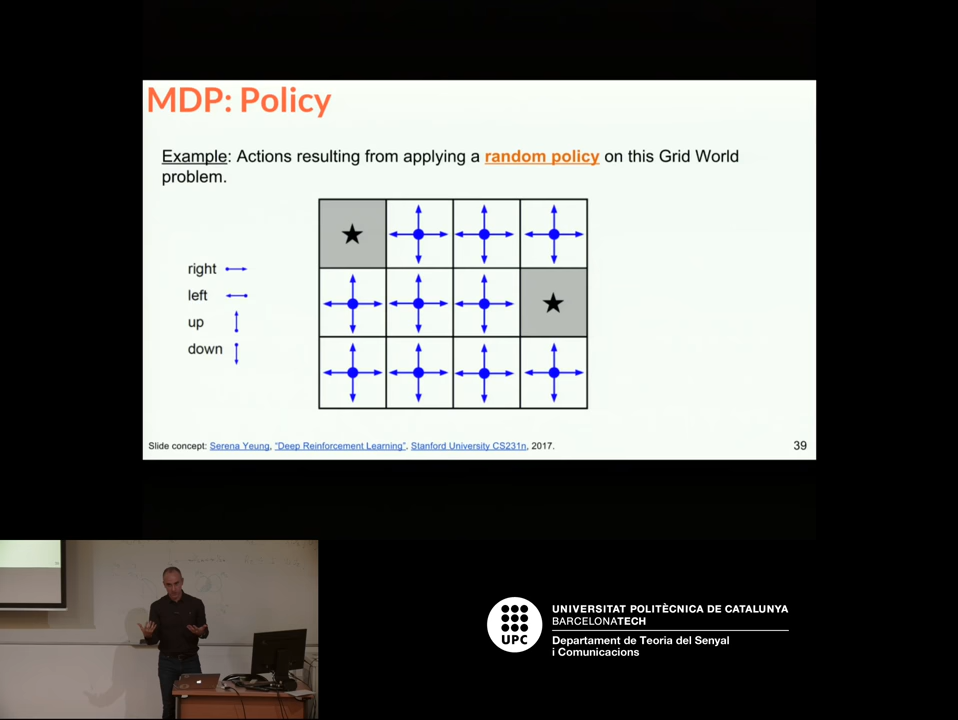 MDP: Policy
Example: Actions resulting from applying a random policy on this Grid World
problem.
right
left
up
down
Slide concept: Serena Yeung, "Deep Reinforcement Learning", Stanford University CS231n, 2017.
39
UPC
UNIVERSITAT POLITÈCNICA DE CATALUNYA
BARCELONATECH
Departament de Teoria del Senyal
i Comunicacions